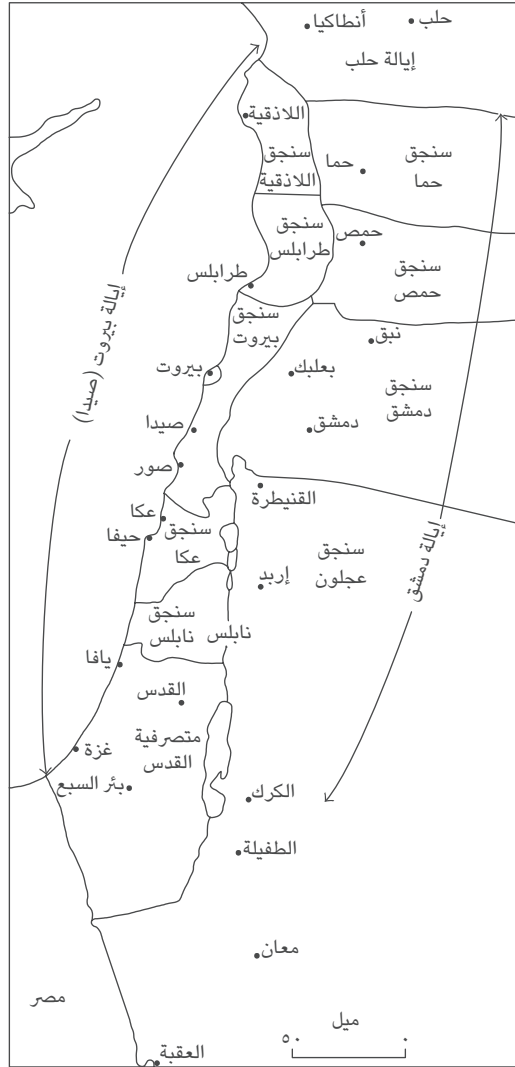 حلب
أنطاكيا
إيالة حلب
اللاذقية
سنجق
اللاذقية
حما
سنجق
حما
سنجق
طرابلس
حمص
سنجق
حمص
طرابلس
سنجق
بيروت
نبق
بيروت
بعلبك
سنجق
دمشق
صيدا
دمشق
صور
القنيطرة
عكا
حيفا
سنجق
عكا
سنجق
عجلون
إربد
سنجق
نابلس
نابلس
يافا
القدس
متصرفية
القدس
غزة
بئر السبع
الكرك
الطفيلة
معان
مصر
العقبة
ميل
٥٠
٠
إيالة بيروت (صيدا)
إيالة دمشق